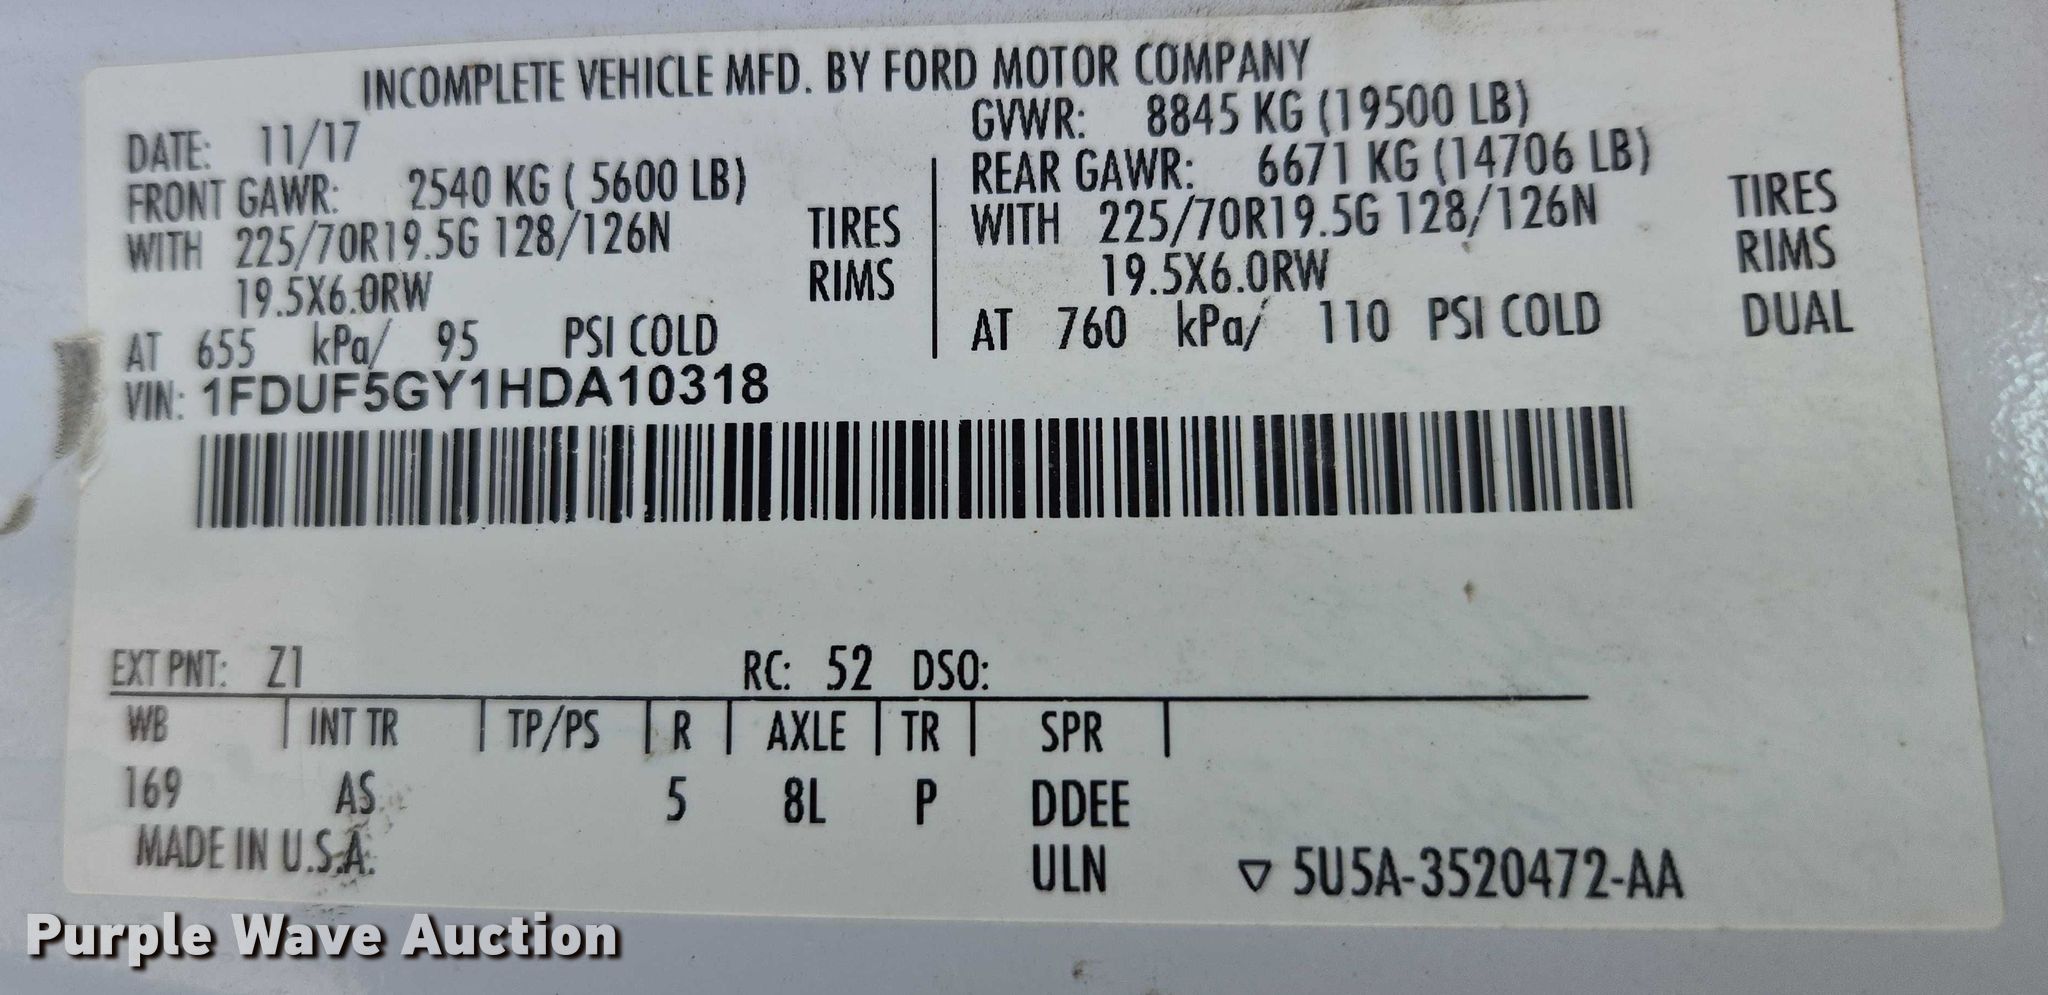 INCOMPLETE VEHICLE MFD. BY FORD MOTOR COMPANY
DATE: 11/17
GVWR: 8845 KG (19500 LB)
FRONT GAWR: 2540 KG ( 5600 LB)
REAR GAWR: 6671 KG (14706 LB)
WITH 225/70R19.5G 128/126N TIRES
WITH 225/70R19.5G 128/126N TIRES
19.5X6.0RW RIMS
19.5X6.0RW RIMS
AT 655 kPa/ 95 PSI COLD
AT 760 kPa/ 110 PSI COLD DUAL
VIN: 1FDUF5GY1HDA10318
EXT PNT: Z1 RC: 52 DSO:
WB INT TR TP/PS R AXLE TR SPR
169 AS 5 8L P DDEE
MADE IN U.S.A. ULN ▽ 5U5A-3520472-AA
Purple Wave Auction